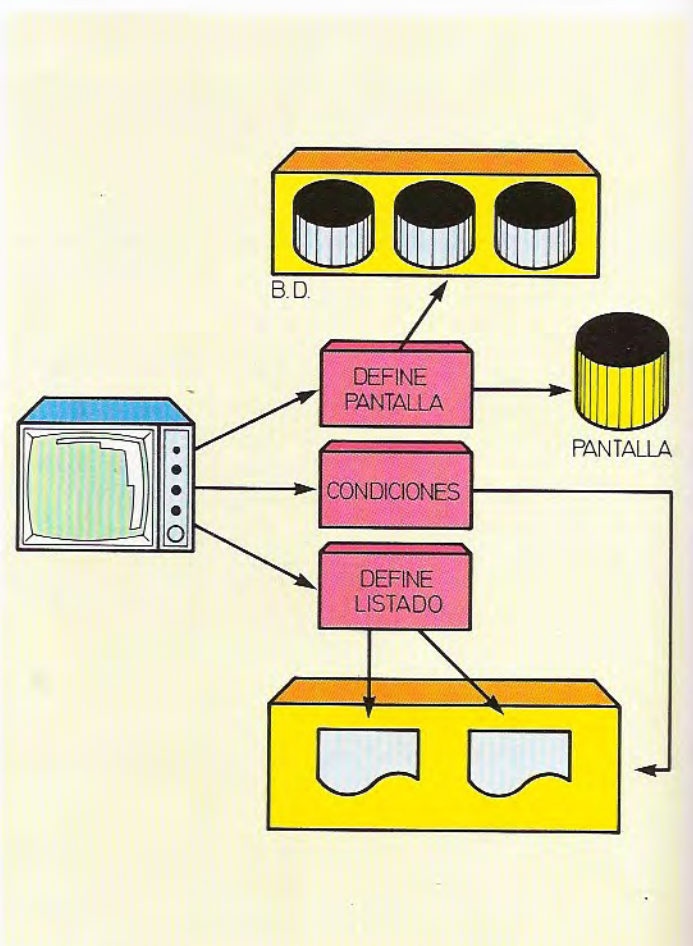 B.D.
DEFINE
PANTALLA
PANTALLA
CONDICIONES
DEFINE
LISTADO